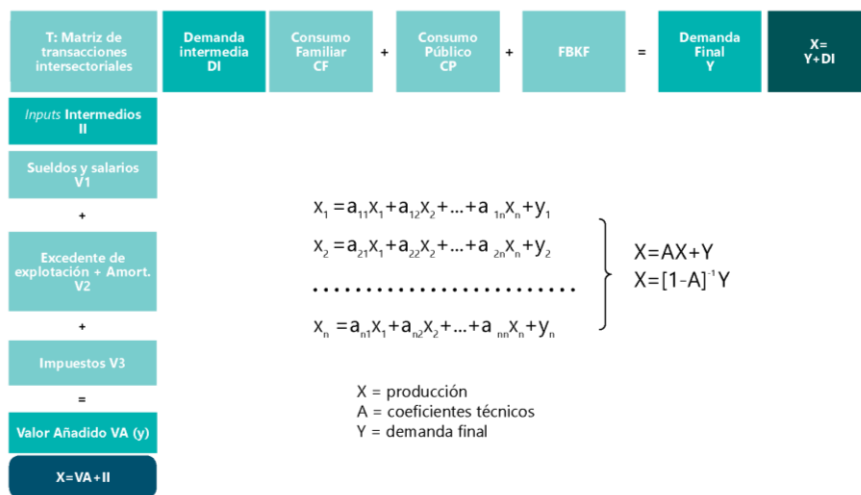 T: Matriz de
transacciones
intersectoriales
Demanda
intermedia
DI
Consumo
Familiar
CF
+
Consumo
Público
CP
+
FBKF
=
Demanda
Final
Y
X=
Y+DI
Inputs Intermedios
II
Sueldos y salarios
V1
+
Excedente de
explotación + Amort.
V2
+
Impuestos V3
=
Valor Añadido VA (y)
X=VA+II
x₁ =a₁₁x₁+a₁₂x₂+...+a ₁ₙxₙ+y₁
x₂ =a₂₁x₁+a₂₂x₂+...+a ₂ₙxₙ+y₂
..........................
xₙ =aₙ₁x₁+aₙ₂x₂+...+a ₙₙxₙ+yₙ
X=AX+Y
X=[1-A]⁻¹Y
X = producción
A = coeficientes técnicos
Y = demanda final